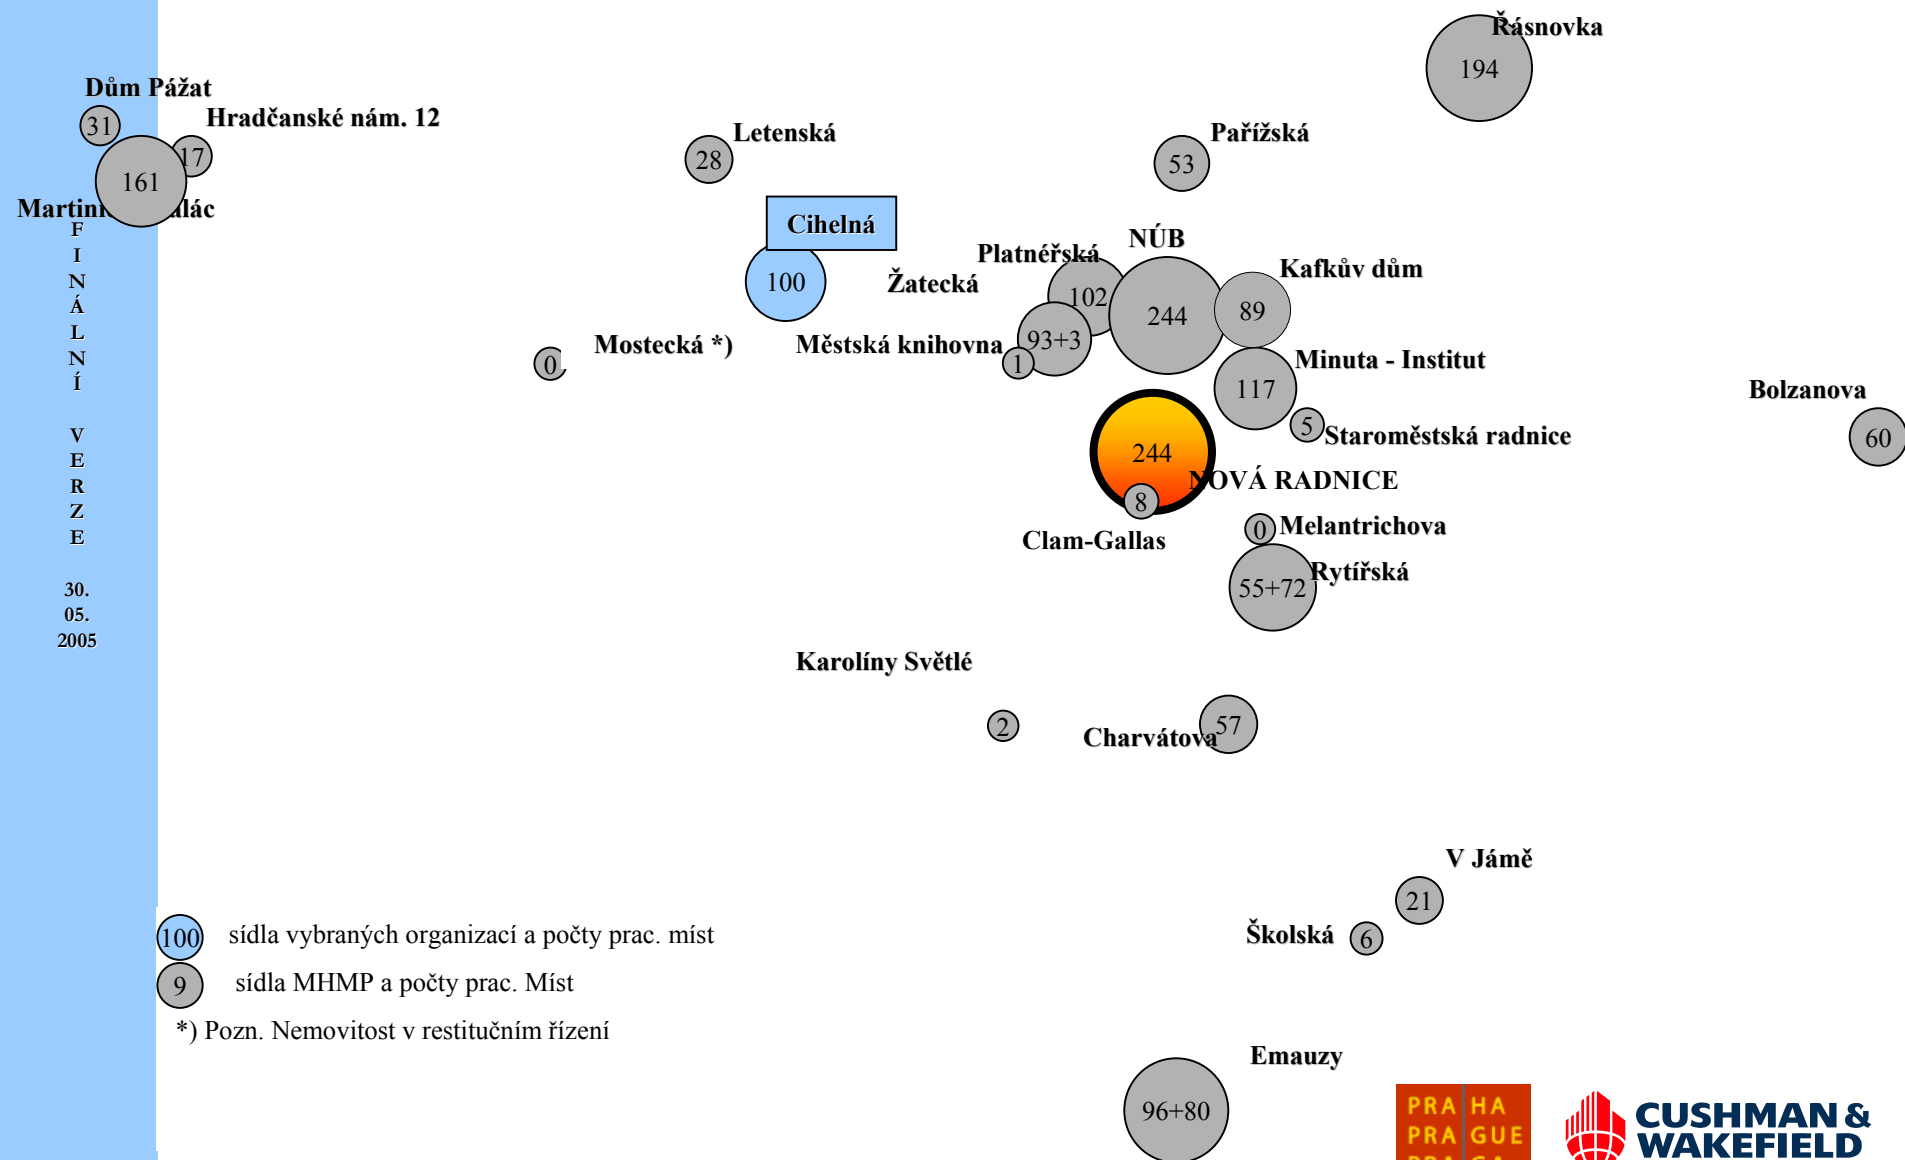 Řásnovka
194
Dům Pážat
31
Hradčanské nám. 12
17
161
Letenská
28
Pařížská
53
Cihelná
100
Platnéřská
102
NÚB
244
Kafkův dům
89
Žatecká
93+3
Mostecká *)
0
Městská knihovna
1
Minuta - Institut
117
Bolzanova
60
5
Staroměstská radnice
244
NOVÁ RADNICE
8
Clam-Gallas
0
Melantrichova
Rytířská
55+72
Karolíny Světlé
2
Charvátova
57
V Jámě
21
Školská
6
Emauzy
96+80
F
I
N
Á
L
N
Í
V
E
R
Z
E
30.
05.
2005
100 sídla vybraných organizací a počty prac. míst
9 sídla MHMP a počty prac. Míst
*) Pozn. Nemovitost v restitučním řízení
PRA HA
PRA GUE
CUSHMAN &
WAKEFIELD